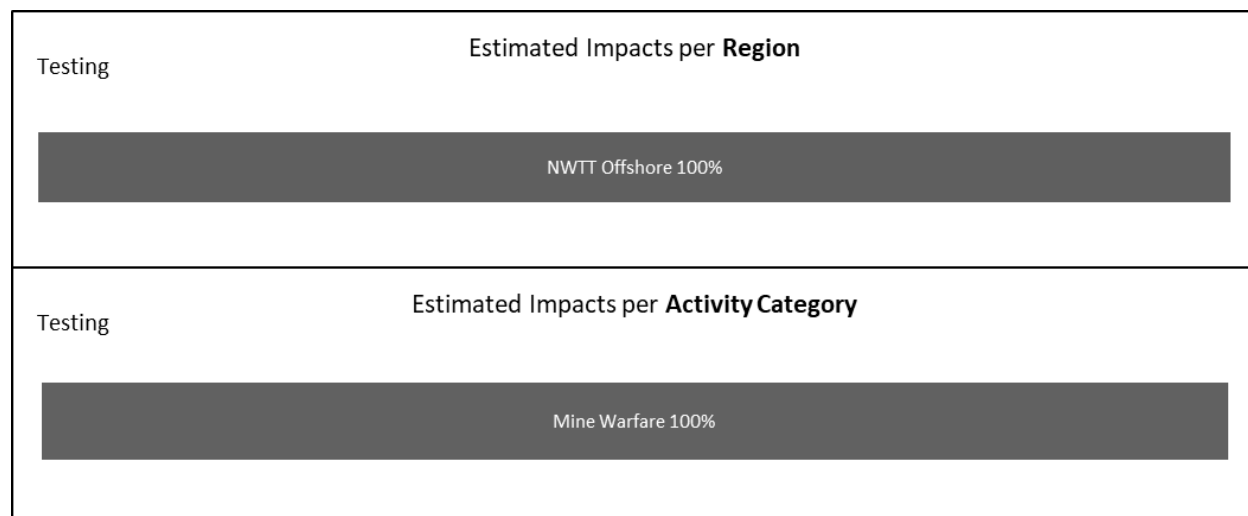 Estimated Impacts per Region
Testing
NWTT Offshore 100%
Estimated Impacts per Activity Category
Testing
Mine Warfare 100%